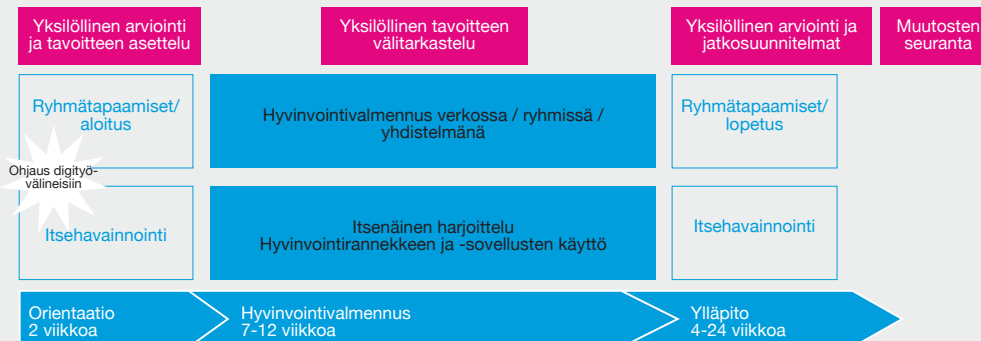 Yksilöllinen arviointi
ja tavoitteen asettelu
Yksilöllinen tavoitteen
välitarkastelu
Yksilöllinen arviointi ja
jatkosuunnitelmat
Muutosten
seuranta
Ryhmätapaamiset/
aloitus
Hyvinvointivalmennus verkossa / ryhmissä /
yhdistelmänä
Ryhmätapaamiset/
lopetus
Ohjaus digityö-
välineisiin
Itsehavainnointi
Itsenäinen harjoittelu
Hyvinvointirannekkeen ja -sovellusten käyttö
Itsehavainnointi
Orientaatio
2 viikkoa
Hyvinvointivalmennus
7-12 viikkoa
Ylläpito
4-24 viikkoa